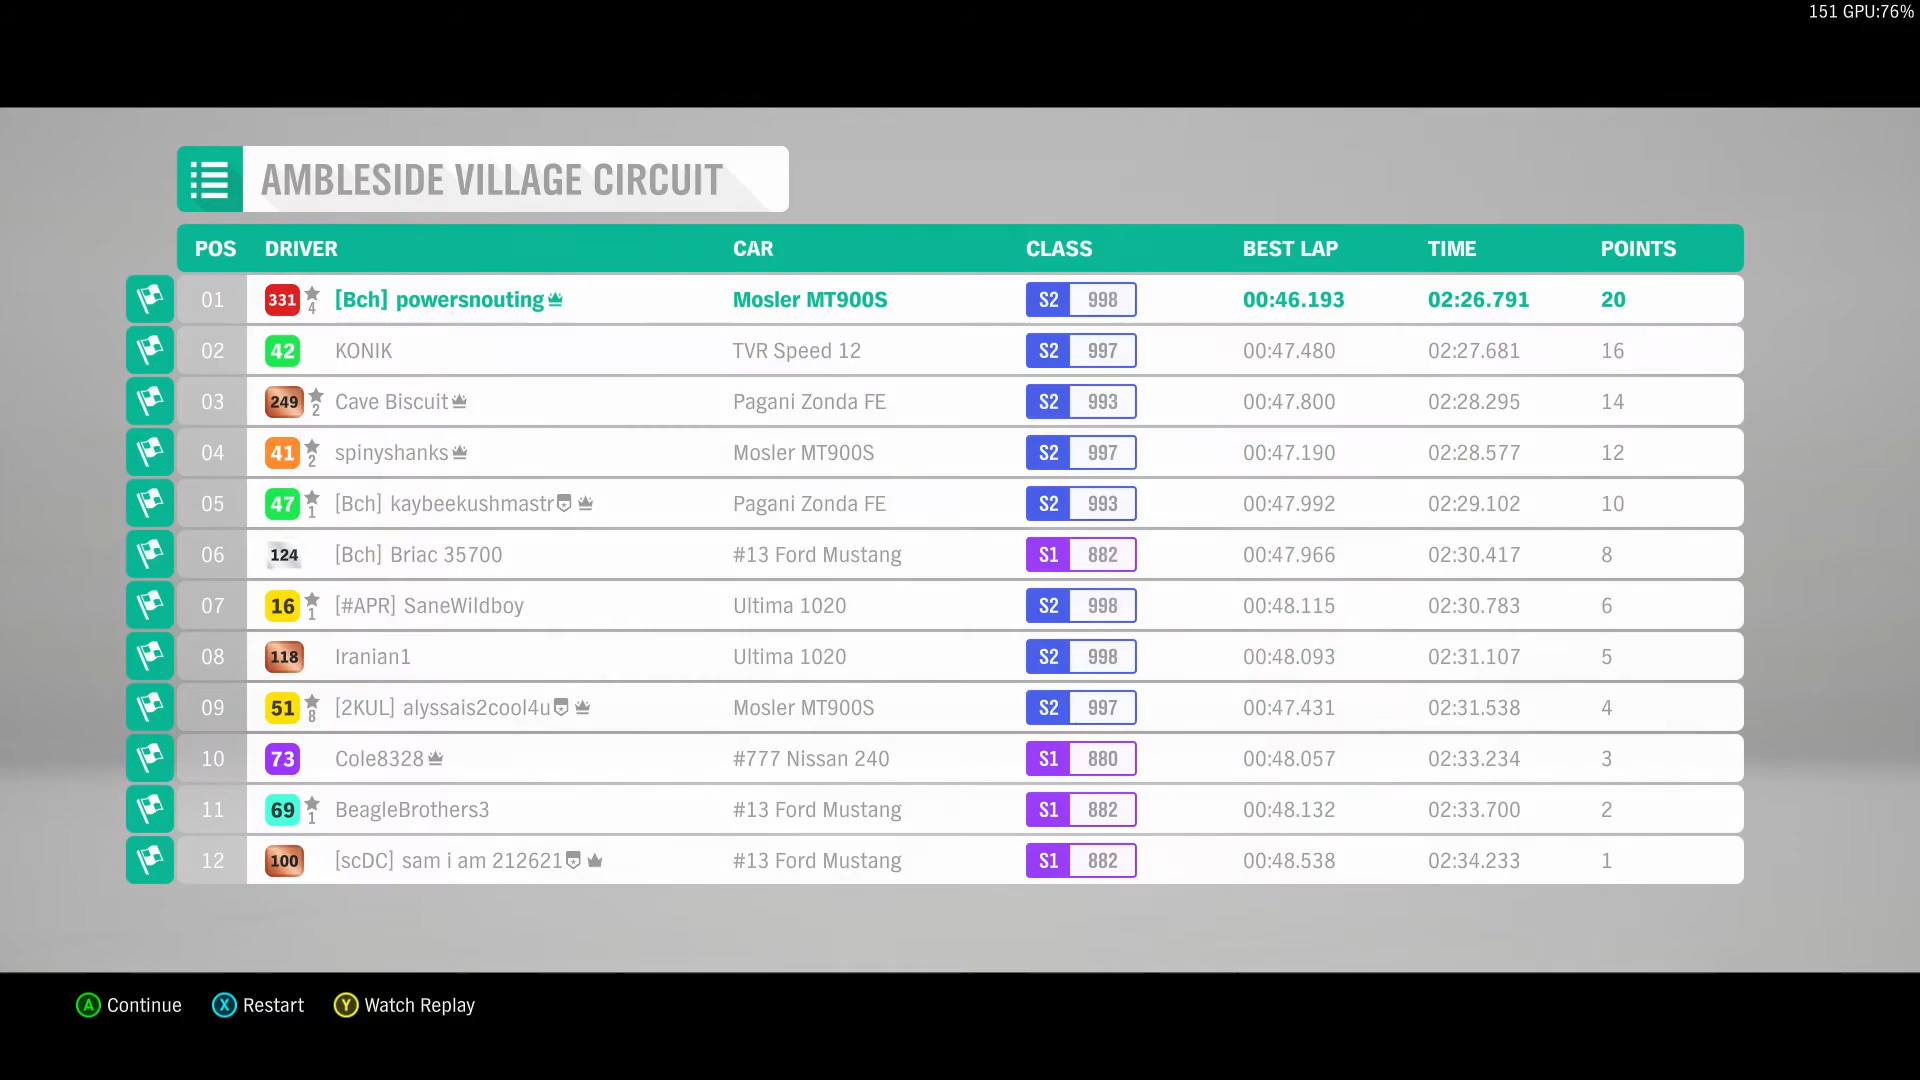 151 GPU:76%
AMBLESIDE VILLAGE CIRCUIT
POS DRIVER CAR CLASS BEST LAP TIME POINTS
01 331 4 [Bch] powersnouting Mosler MT900S S2 998 00:46.193 02:26.791 20
02 42 KONIK TVR Speed 12 S2 997 00:47.480 02:27.681 16
03 249 2 Cave Biscuit Pagani Zonda FE S2 993 00:47.800 02:28.295 14
04 41 2 spinyshanks Mosler MT900S S2 997 00:47.190 02:28.577 12
05 47 1 [Bch] kaybeekushmastr Pagani Zonda FE S2 993 00:47.992 02:29.102 10
06 124 [Bch] Briac 35700 #13 Ford Mustang S1 882 00:47.966 02:30.417 8
07 16 1 [#APR] SaneWildboy Ultima 1020 S2 998 00:48.115 02:30.783 6
08 118 Iranian1 Ultima 1020 S2 998 00:48.093 02:31.107 5
09 51 8 [2KUL] alyssais2cool4u Mosler MT900S S2 997 00:47.431 02:31.538 4
10 73 Cole8328 #777 Nissan 240 S1 880 00:48.057 02:33.234 3
11 69 1 BeagleBrothers3 #13 Ford Mustang S1 882 00:48.132 02:33.700 2
12 100 [scDC] sam i am 212621 #13 Ford Mustang S1 882 00:48.538 02:34.233 1
A Continue X Restart Y Watch Replay